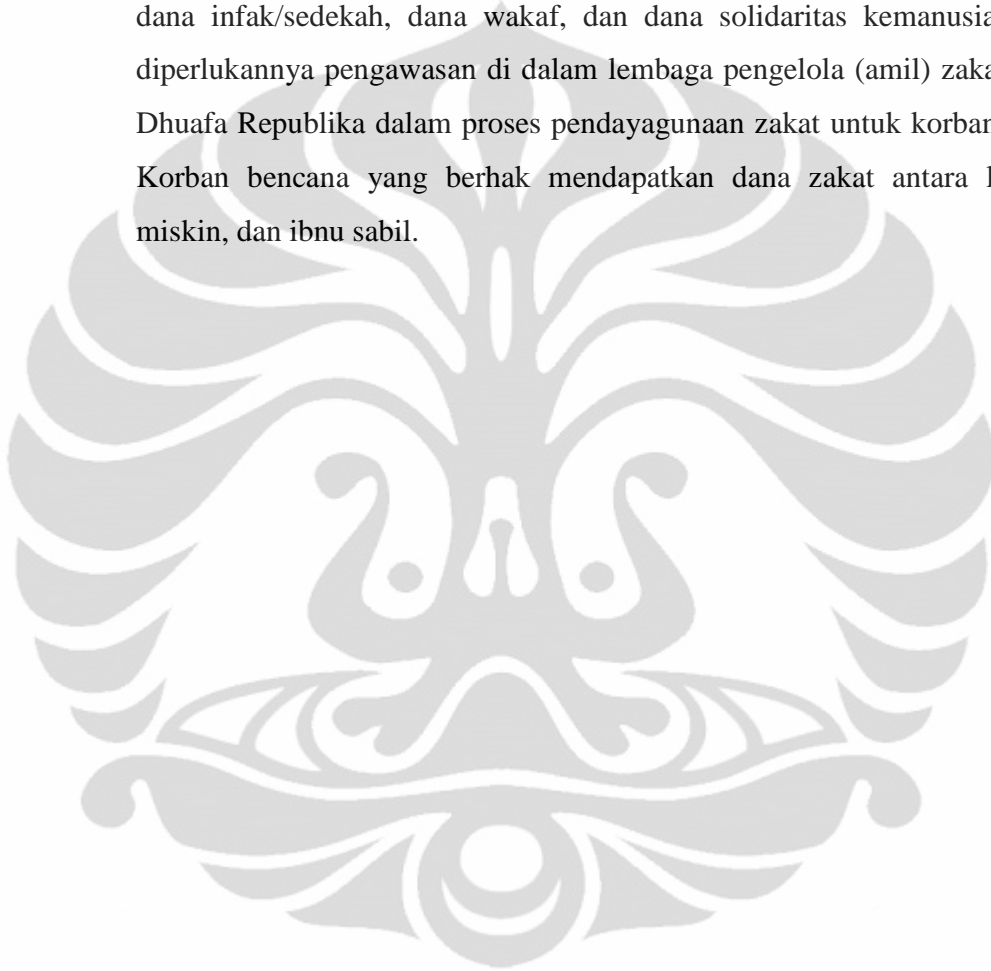 dana infak/sedekah, dana wakaf, dan dana solidaritas kemanusia
diperlukannya pengawasan di dalam lembaga pengelola (amil) zaka
Dhuafa Republika dalam proses pendayagunaan zakat untuk korban
Korban bencana yang berhak mendapatkan dana zakat antara l
miskin, dan ibnu sabil.